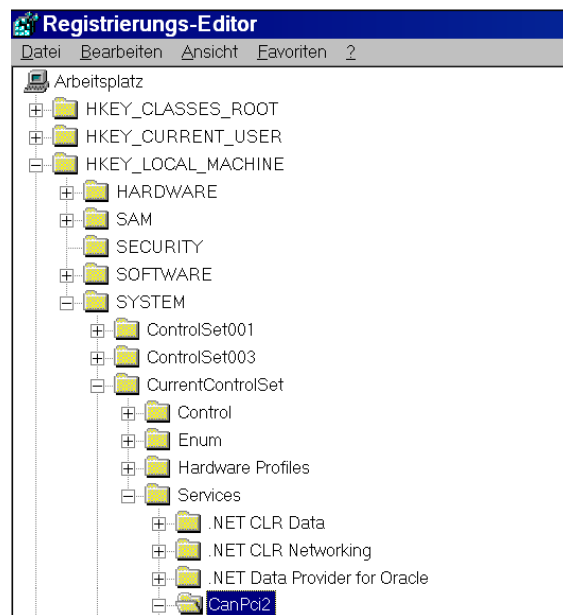 Registrierungs-Editor
Datei Bearbeiten Ansicht Favoriten ?
Arbeitsplatz
HKEY_CLASSES_ROOT
HKEY_CURRENT_USER
HKEY_LOCAL_MACHINE
HARDWARE
SAM
SECURITY
SOFTWARE
SYSTEM
ControlSet001
ControlSet003
CurrentControlSet
Control
Enum
Hardware Profiles
Services
.NET CLR Data
.NET CLR Networking
.NET Data Provider for Oracle
CanPci2